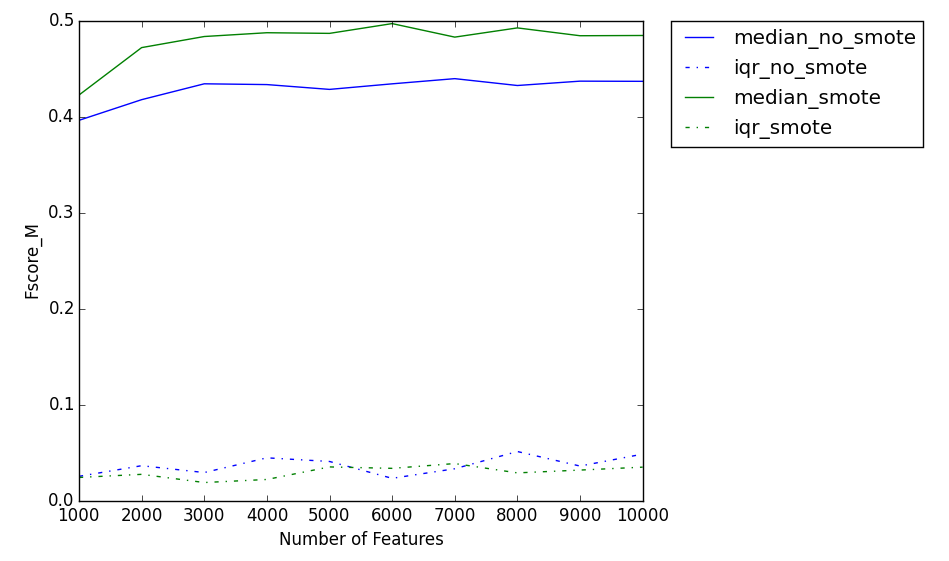 0.5
0.4
0.3
0.2
0.1
0.0
Fscore_M
1000 2000 3000 4000 5000 6000 7000 8000 9000 10000
Number of Features
median_no_smote
iqr_no_smote
median_smote
iqr_smote